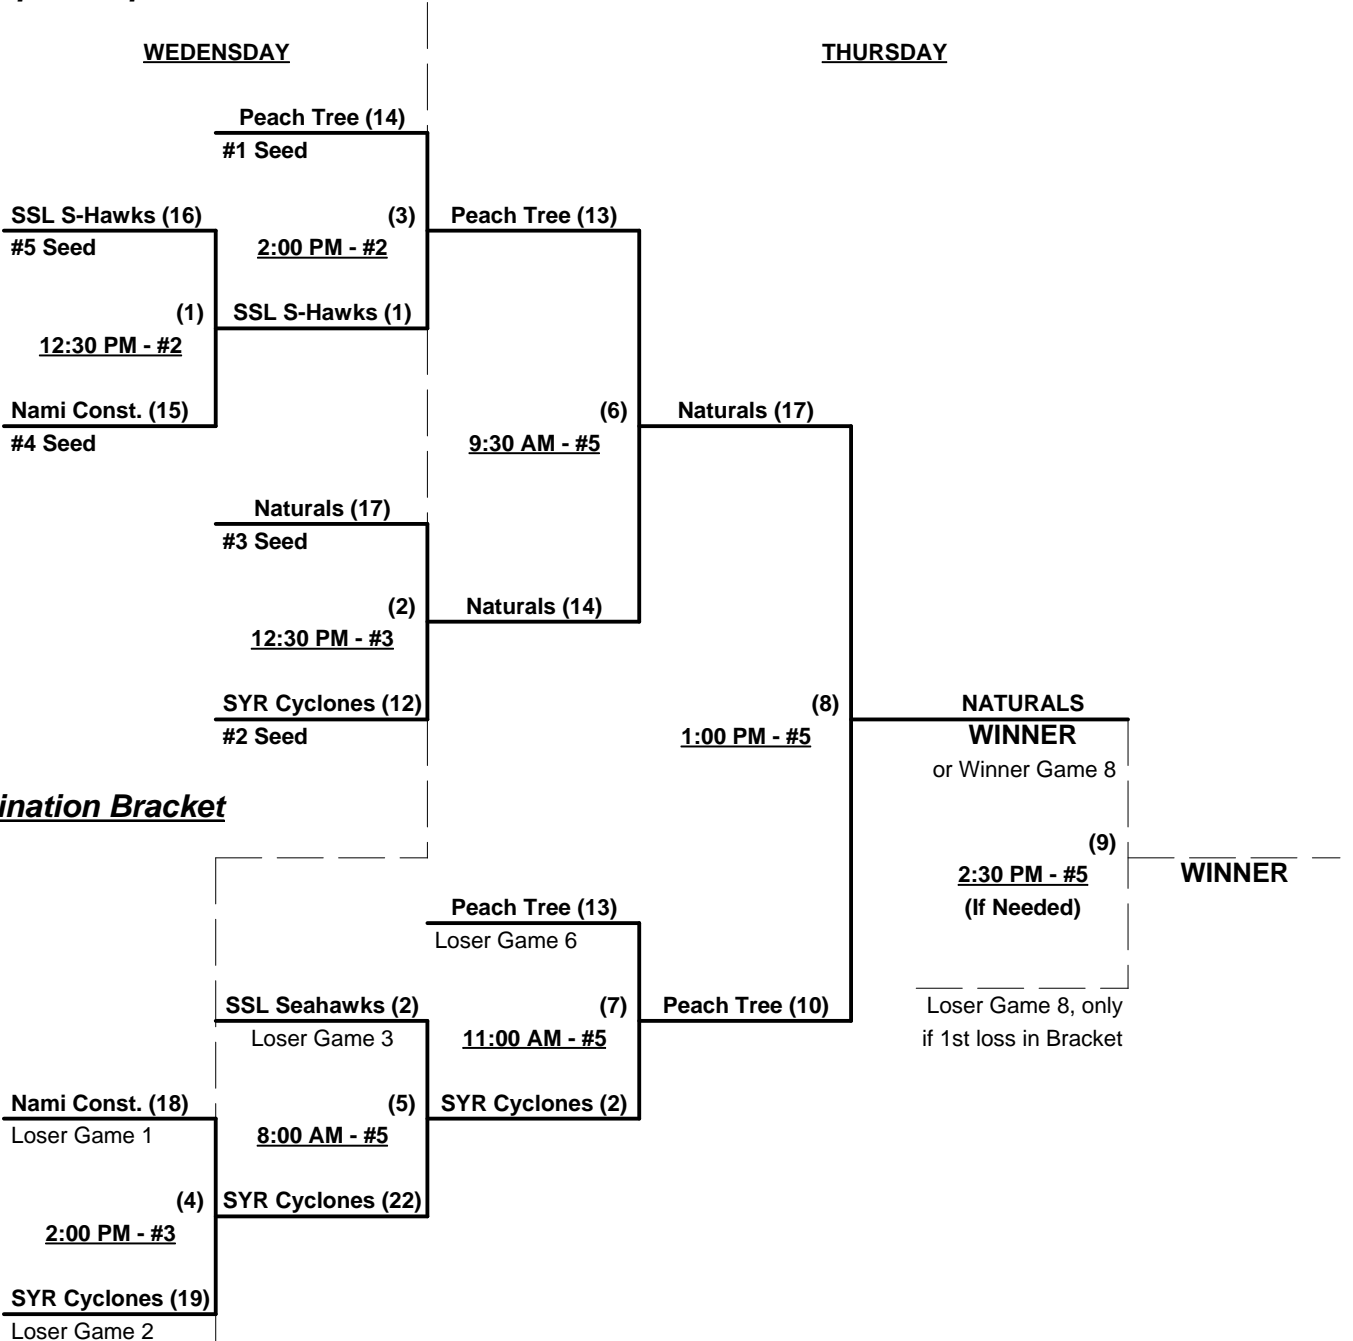 WEDENSDAY
THURSDAY
Peach Tree (14)
#1 Seed
SSL S-Hawks (16)
(3)
Peach Tree (13)
#5 Seed
2:00 PM - #2
(1)
SSL S-Hawks (1)
12:30 PM - #2
Nami Const. (15)
(6)
Naturals (17)
#4 Seed
9:30 AM - #5
Naturals (17)
#3 Seed
(2)
Naturals (14)
12:30 PM - #3
SYR Cyclones (12)
(8)
NATURALS
#2 Seed
1:00 PM - #5
WINNER
or Winner Game 8
ination Bracket
(9)
2:30 PM - #5
WINNER
(If Needed)
Peach Tree (13)
Loser Game 6
SSL Seahawks (2)
(7)
Peach Tree (10)
Loser Game 8, only
Loser Game 3
11:00 AM - #5
if 1st loss in Bracket
Nami Const. (18)
(5)
SYR Cyclones (2)
Loser Game 1
8:00 AM - #5
(4)
SYR Cyclones (22)
2:00 PM - #3
SYR Cyclones (19)
Loser Game 2